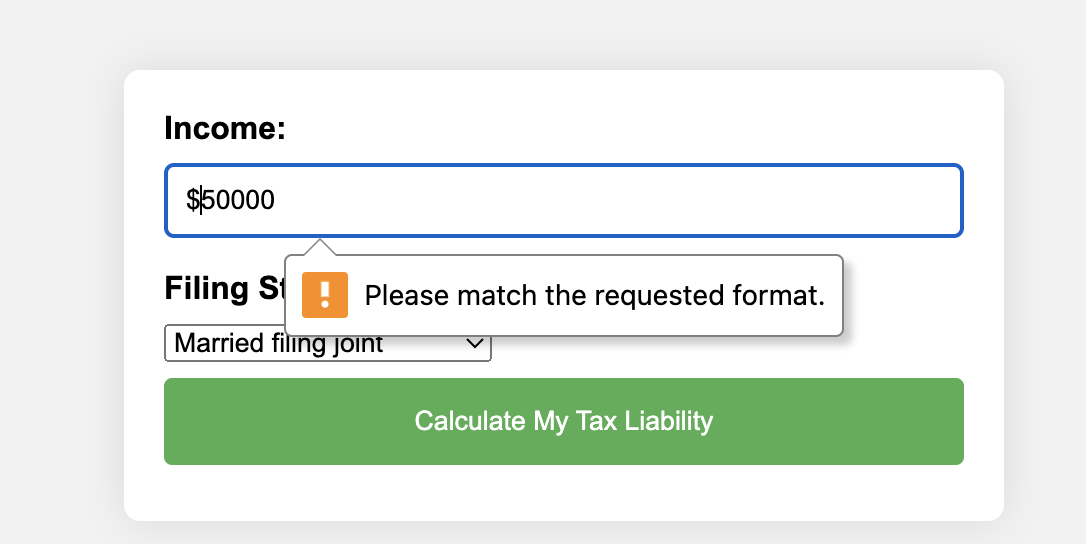 Income:
$50000
Please match the requested format.
Filing St
Married filing joint
Calculate My Tax Liability